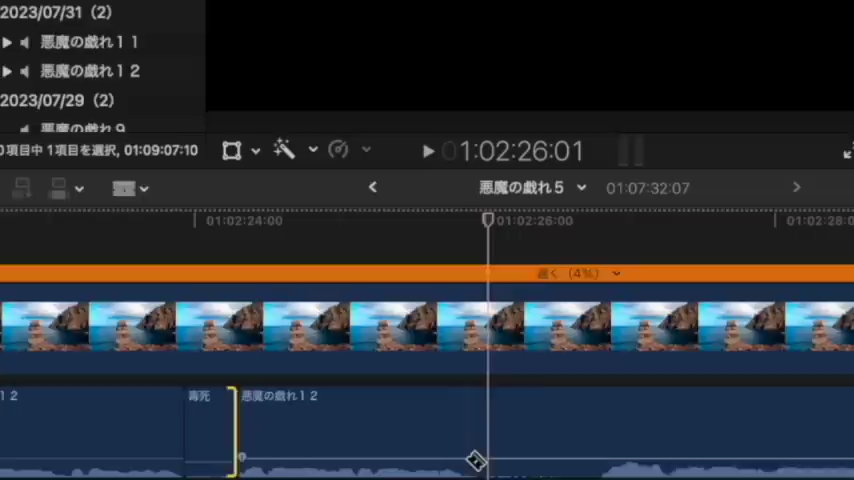 2023/07/31（2）
悪魔の戯れ１１
悪魔の戯れ１２
2023/07/29（2）
悪魔の戯れ９
0項目中 1項目を選択, 01:09:07:10
01:02:26:01
悪魔の戯れ５ 01:07:32:07
01:02:24:00 01:02:26:00 01:02:28:0
遅く（4%）
１２ 毒死 悪魔の戯れ１２